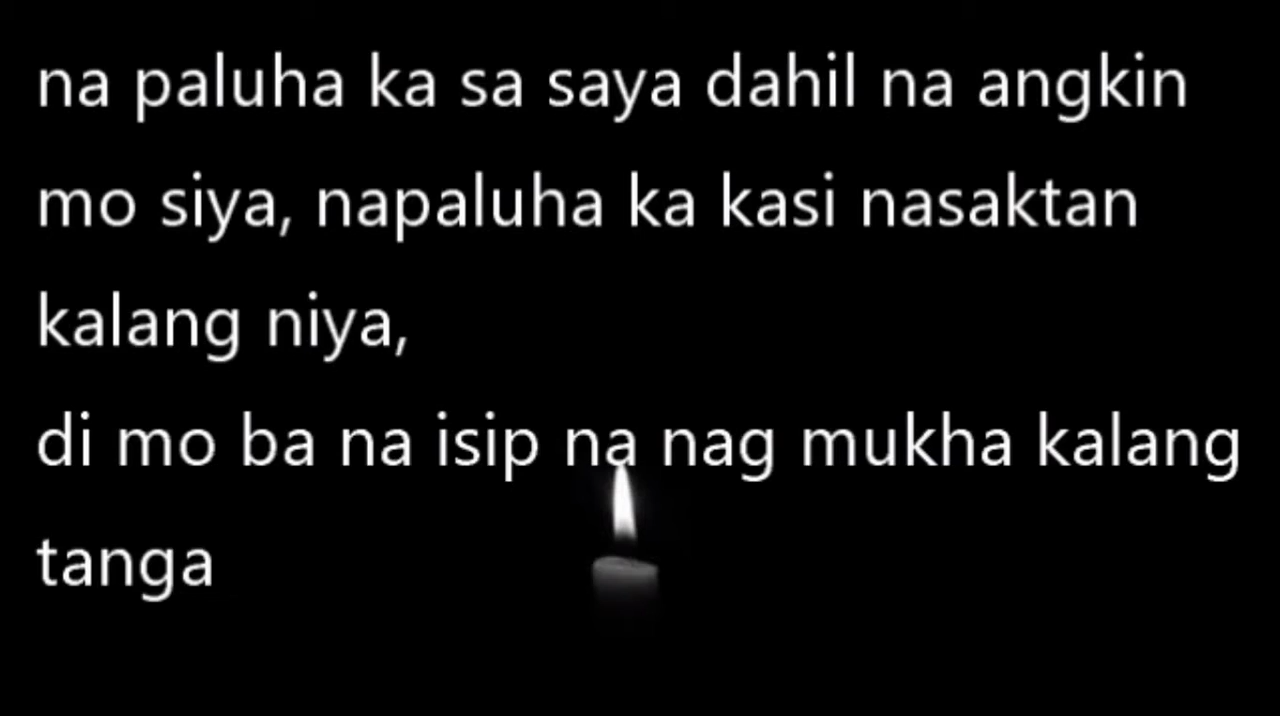 na paluha ka sa saya dahil na angkin
mo siya, napaluha ka kasi nasaktan
kalang niya,
di mo ba na isip na nag mukha kalang
tanga